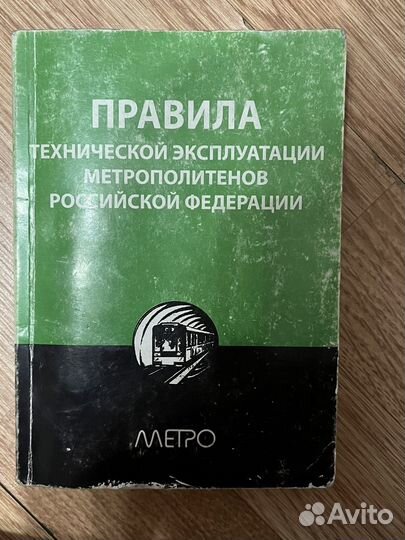 ПРАВИЛА
ТЕХНИЧЕСКОЙ ЭКСПЛУАТАЦИИ
МЕТРОПОЛИТЕНОВ
РОССИЙСКОЙ ФЕДЕРАЦИИ
МЕТРО
Avito